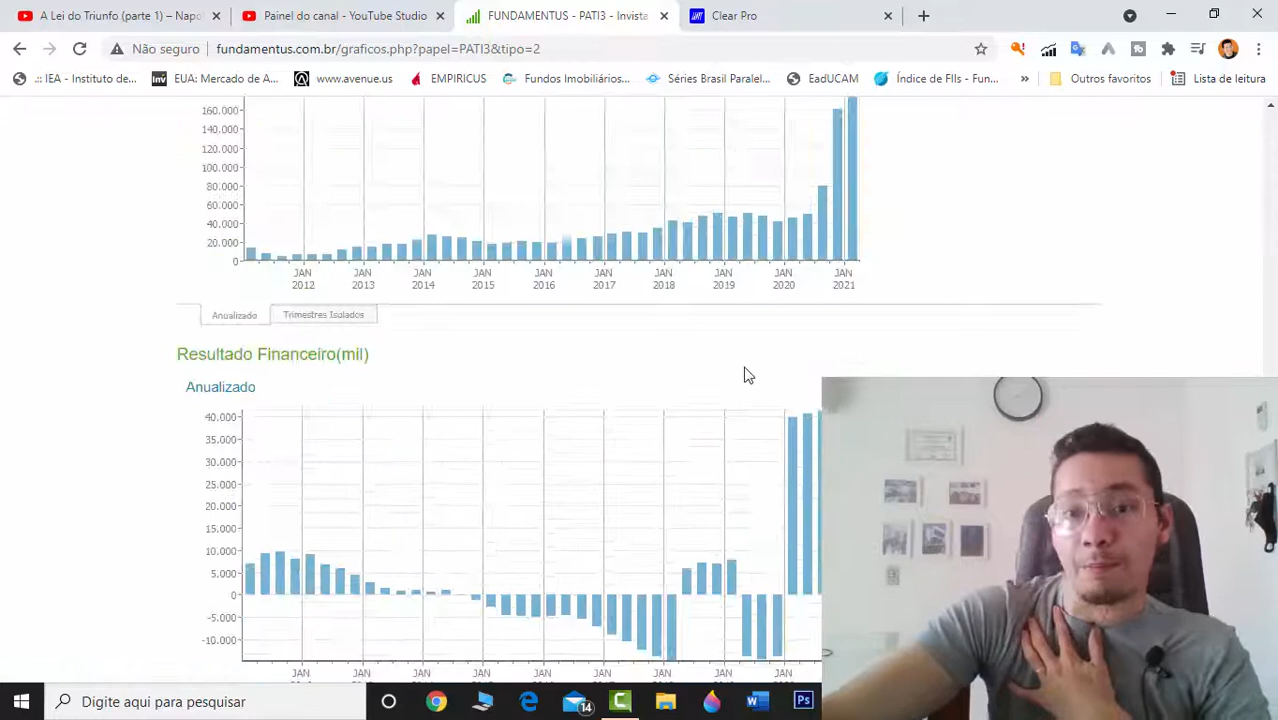 A Lei do Triunfo (parte 1) – Napol
Painel do canal - YouTube Studio
FUNDAMENTUS - PATI3 - Invista
Clear Pro
Não seguro
fundamentus.com.br/graficos.php?papel=PATI3&tipo=2
.:: IEA - Instituto de...
EUA: Mercado de A...
www.avenue.us
EMPIRICUS
Fundos Imobiliários...
Séries Brasil Paralel...
EadUCAM
Índice de FIIs - Fun...
»
Outros favoritos
Lista de leitura
160.000
140.000
120.000
100.000
80.000
60.000
40.000
20.000
0
JAN JAN JAN JAN JAN JAN JAN JAN JAN JAN
2012 2013 2014 2015 2016 2017 2018 2019 2020 2021
Anualizado
Trimestres Isolados
Resultado Financeiro(mil)
Anualizado
40.000
35.000
30.000
25.000
20.000
15.000
10.000
5.000
0
-5.000
-10.000
JAN JAN JAN JAN JAN JAN JAN JAN JAN
Digite aqui para pesquisar
14
W
Ps